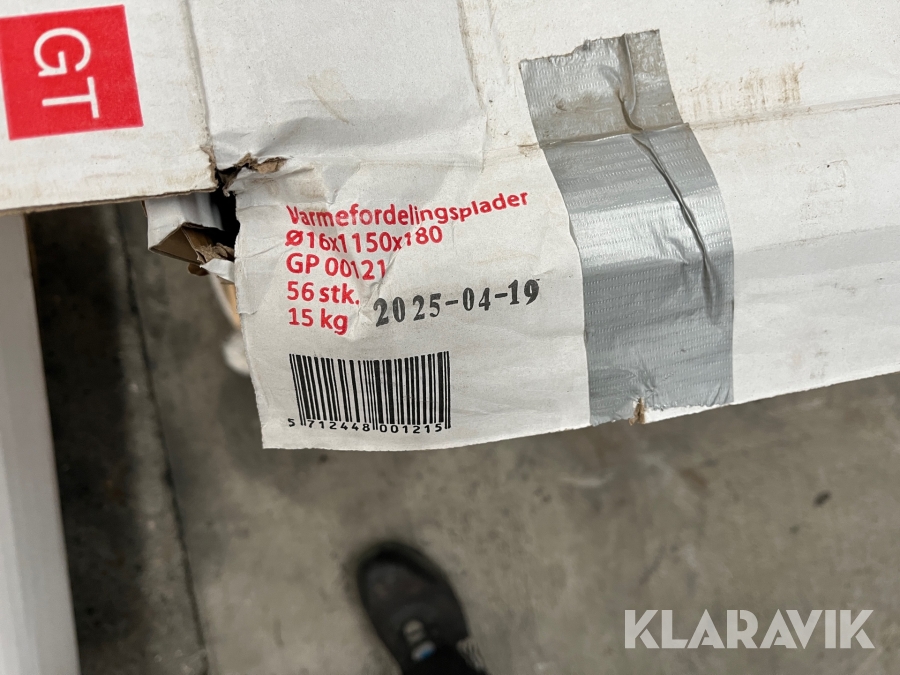 GT
Varmefordelingsplader
Ø16x1150x180
GP 00121
56 stk.
15 kg
2025-04-19
5 712448 001215
KLARAVIK